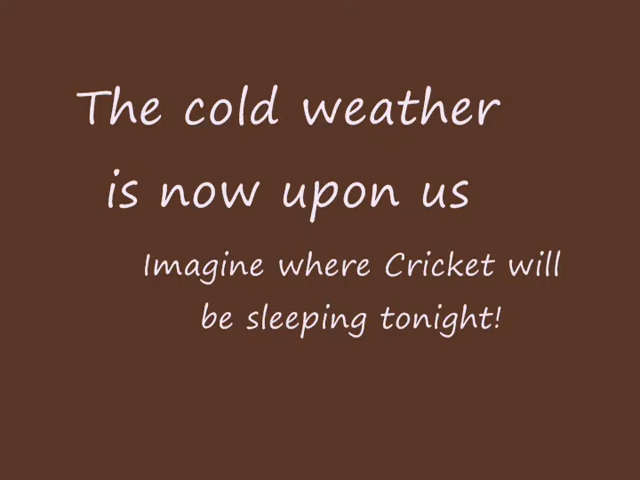 The cold weather
is now upon us
Imagine where Cricket will
be sleeping tonight!